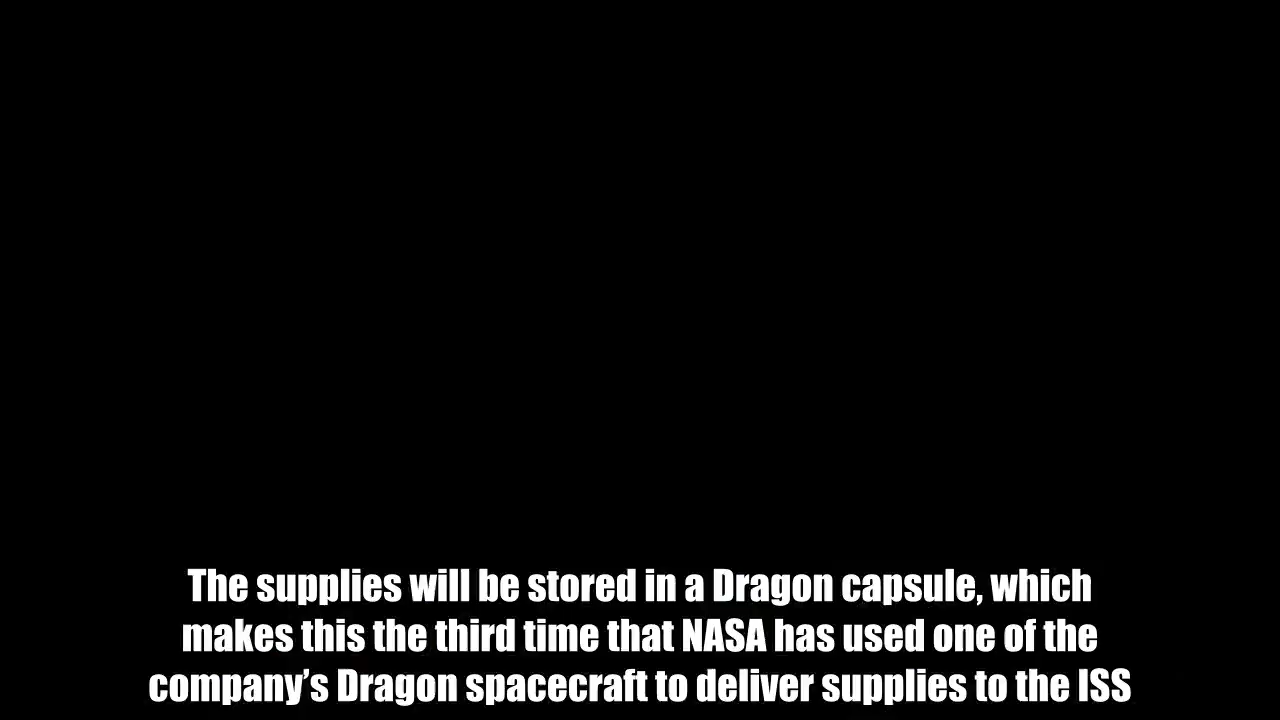 The supplies will be stored in a Dragon capsule, which
makes this the third time that NASA has used one of the
company’s Dragon spacecraft to deliver supplies to the ISS